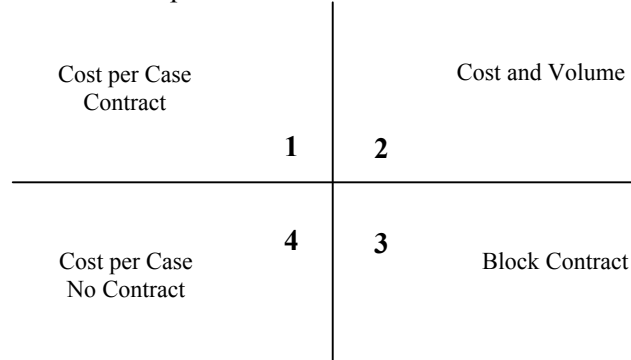 Cost per Case
Contract
Cost and Volume
1
2
4
3
Cost per Case
No Contract
Block Contract